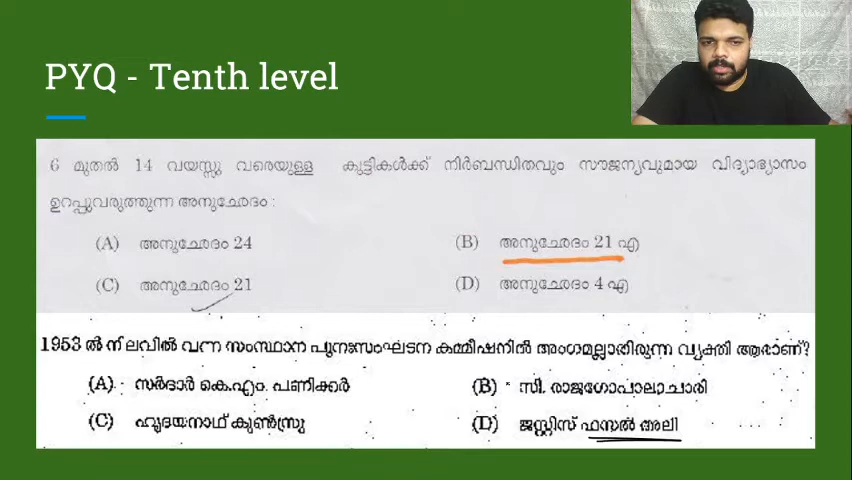 PYQ - Tenth level
6 മുതൽ 14 വയസ്സു വരെയുള്ള കുട്ടികൾക്ക് നിർബന്ധിതവും സൗജന്യവുമായ വിദ്യാഭ്യാസം
ഉറപ്പുവരുത്തുന്ന അനുഛേദം :
(A) അനുഛേദം 24 (B) അനുഛേദം 21 എ
(C) അനുഛേദം 21 (D) അനുഛേദം 4 എ
1953 ൽ നിലവിൽ വന്ന സംസ്ഥാന പുനഃസംഘടന കമ്മീഷനിൽ അംഗമല്ലാതിരുന്ന വ്യക്തി ആരാണ്?
(A) സർദാർ കെ.എം. പണിക്കർ (B) സി. രാജഗോപാലാചാരി
(C) ഹൃദയനാഥ് കുൺസ്രു (D) ജസ്റ്റിസ് ഫസൽ അലി